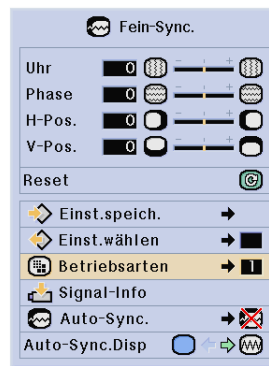 Fein-Sync.
Uhr 0 - +
Phase 0 - +
H-Pos. 0 - +
V-Pos. 0 - +
Reset
Einst.speich.
Einst.wählen
Betriebsarten 1
Signal-Info
Auto-Sync.
Auto-Sync.Disp